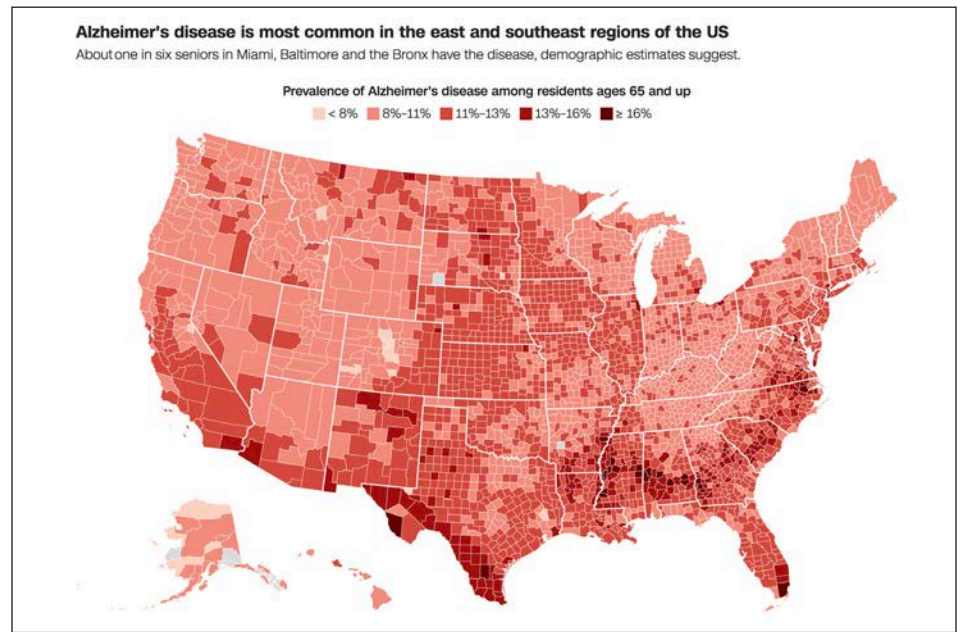 Alzheimer's disease is most common in the east and southeast regions of the US
About one in six seniors in Miami, Baltimore and the Bronx have the disease, demographic estimates suggest.
Prevalence of Alzheimer's disease among residents ages 65 and up
< 8% 8%–11% 11%–13% 13%–16% ≥ 16%